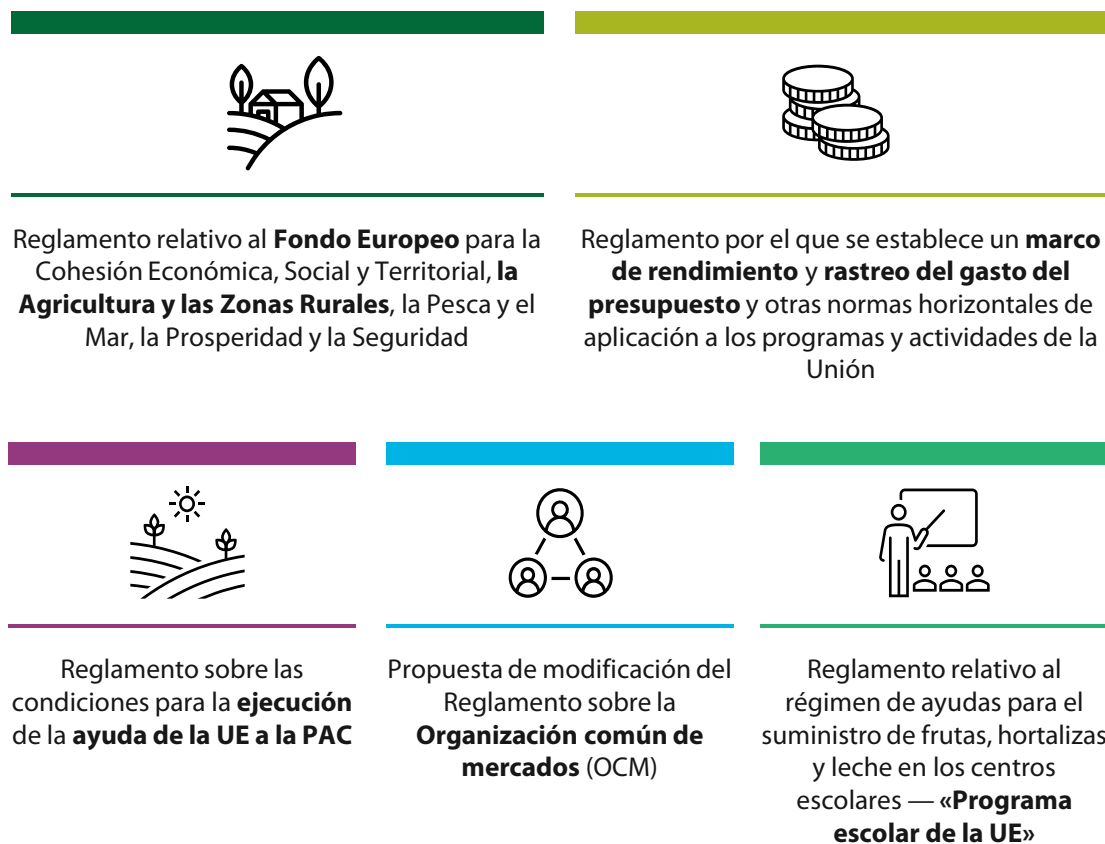 Reglamento relativo al Fondo Europeo para la
Cohesión Económica, Social y Territorial, la
Agricultura y las Zonas Rurales, la Pesca y el
Mar, la Prosperidad y la Seguridad
Reglamento por el que se establece un marco
de rendimiento y rastreo del gasto del
presupuesto y otras normas horizontales de
aplicación a los programas y actividades de la
Unión
Reglamento sobre las
condiciones para la ejecución
de la ayuda de la UE a la PAC
Propuesta de modificación del
Reglamento sobre la
Organización común de
mercados (OCM)
Reglamento relativo al
régimen de ayudas para el
suministro de frutas, hortalizas
y leche en los centros
escolares — «Programa
escolar de la UE»